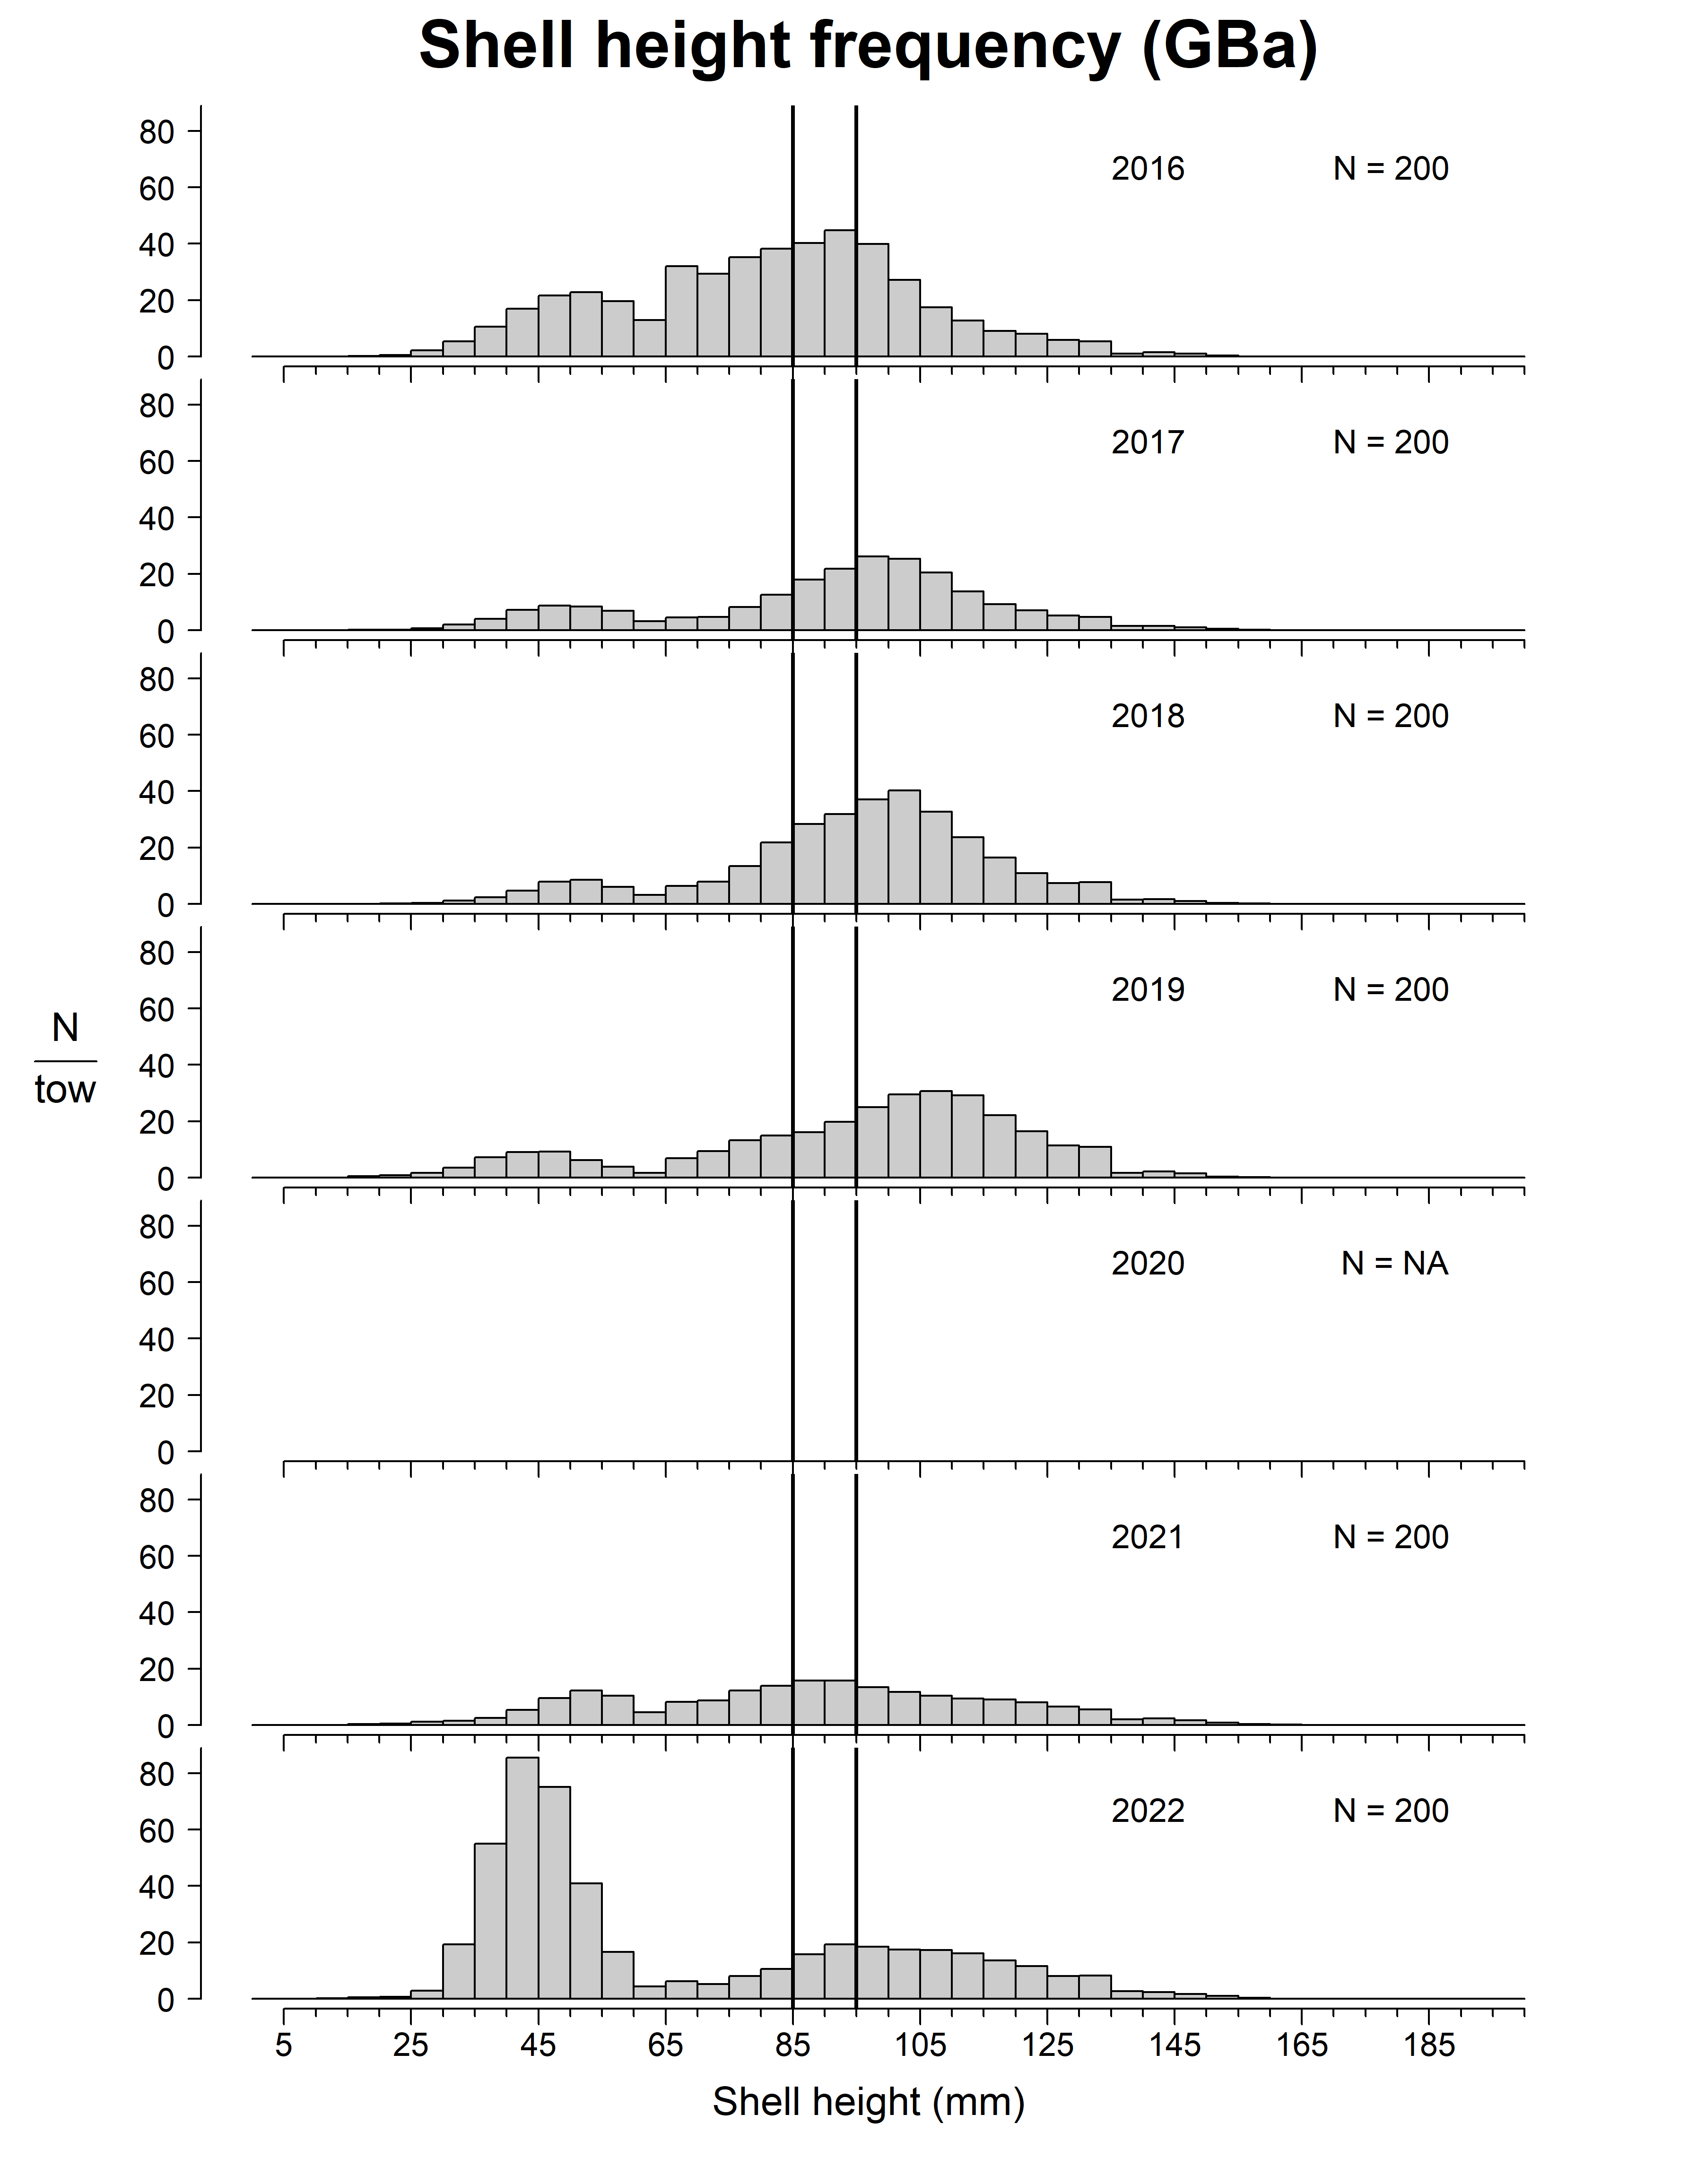 Shell height frequency (GBa)
80
60
40
20
0
2016 N = 200
80
60
40
20
0
2017 N = 200
80
60
40
20
0
2018 N = 200
80
60
40
20
0
2019 N = 200
N
tow
80
60
40
20
0
2020 N = NA
80
60
40
20
0
2021 N = 200
80
60
40
20
0
2022 N = 200
5 25 45 65 85 105 125 145 165 185
Shell height (mm)